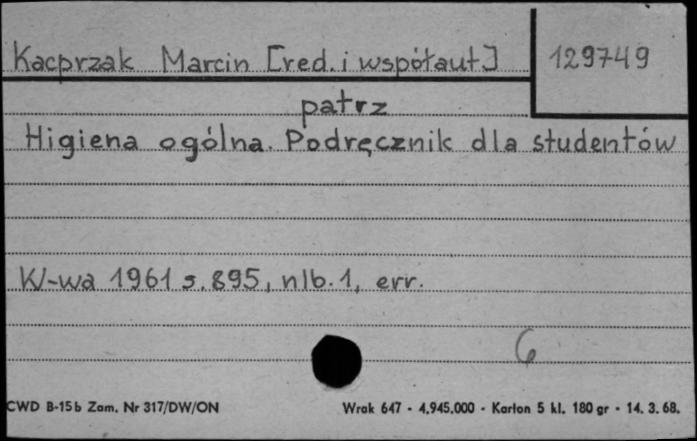 Kacprzak Marcin [red. i współaut] 129749
patrz
Higiena ogólna. Podręcznik dla studentów
W-wa 1961 s. 895, nlb. 1, err.
6
CWD B-15b Zam. Nr 317/DW/ON Wrak 647 - 4.945.000 - Karton 5 kl. 180 gr - 14. 3. 68.